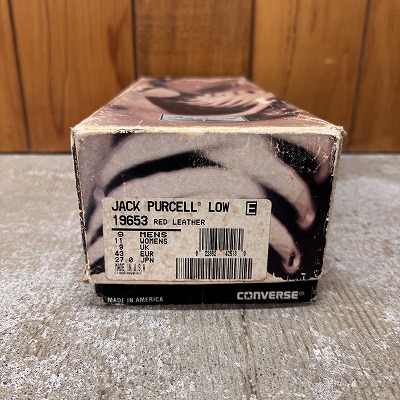 JACK PURCELL® LOW E
19653 RED LEATHER
9 MENS
11 WOMENS
9 UK
43 EUR
27.0 JPN
MADE IN U.S.A
MADE IN AMERICA
CONVERSE®